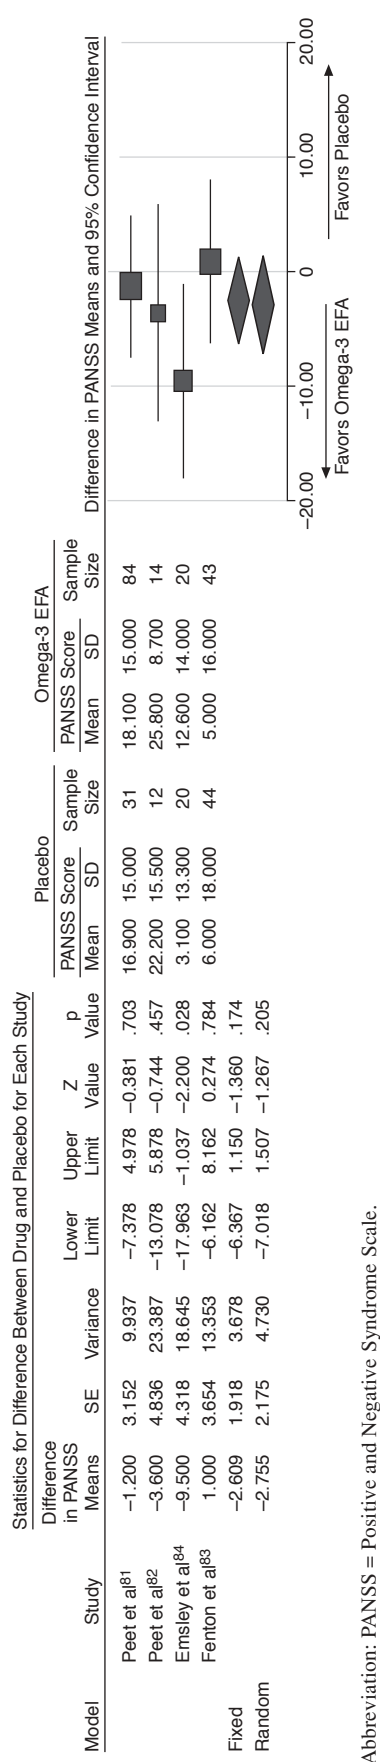 Statistics for Difference Between Drug and Placebo for Each Study Placebo Omega-3 EFA
Difference in PANSS Means SE Variance Lower Limit Upper Limit Z Value p Value PANSS Score Mean SD Sample Size PANSS Score Mean SD Sample Size
Model Study Difference in PANSS Means and 95% Confidence Interval
Peet et al81 −1.200 3.152 9.937 −7.378 4.978 −0.381 .703 16.900 15.000 31 18.100 15.000 84
Peet et al82 −3.600 4.836 23.387 −13.078 5.878 −0.744 .457 22.200 15.500 12 25.800 8.700 14
Emsley et al84 −9.500 4.318 18.645 −17.963 −1.037 −2.200 .028 3.100 13.300 20 12.600 14.000 20
Fenton et al83 1.000 3.654 13.353 −6.162 8.162 0.274 .784 6.000 18.000 44 5.000 16.000 43
Fixed −2.609 1.918 3.678 −6.367 1.150 −1.360 .174
Random −2.755 2.175 4.730 −7.018 1.507 −1.267 .205
−20.00 −10.00 0 10.00 20.00
Favors Omega-3 EFA Favors Placebo
Abbreviation: PANSS = Positive and Negative Syndrome Scale.